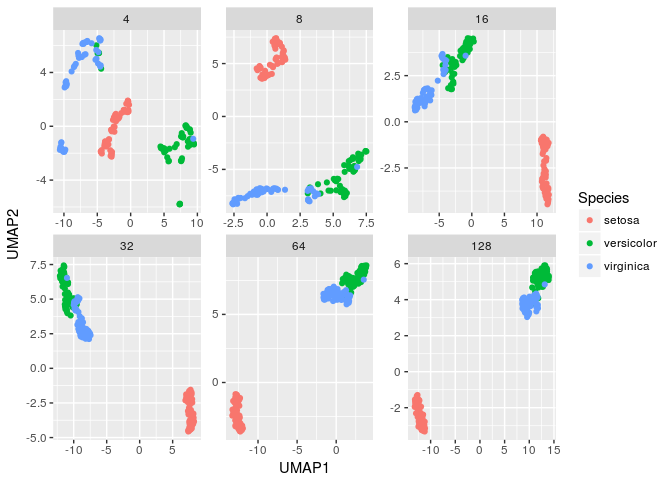 4 8 16
4
0
-4
-10 -5 0 5 10
5
0
-5
-2.5 0.0 2.5 5.0 7.5
2.5
0.0
-2.5
-5 0 5 10
UMAP2
Species
setosa
versicolor
virginica
32 64 128
7.5
5.0
2.5
0.0
-2.5
-5.0
-10 -5 0 5
5
0
-10 -5 0
6
4
2
0
-2
-10 -5 0 5 10 15
UMAP1